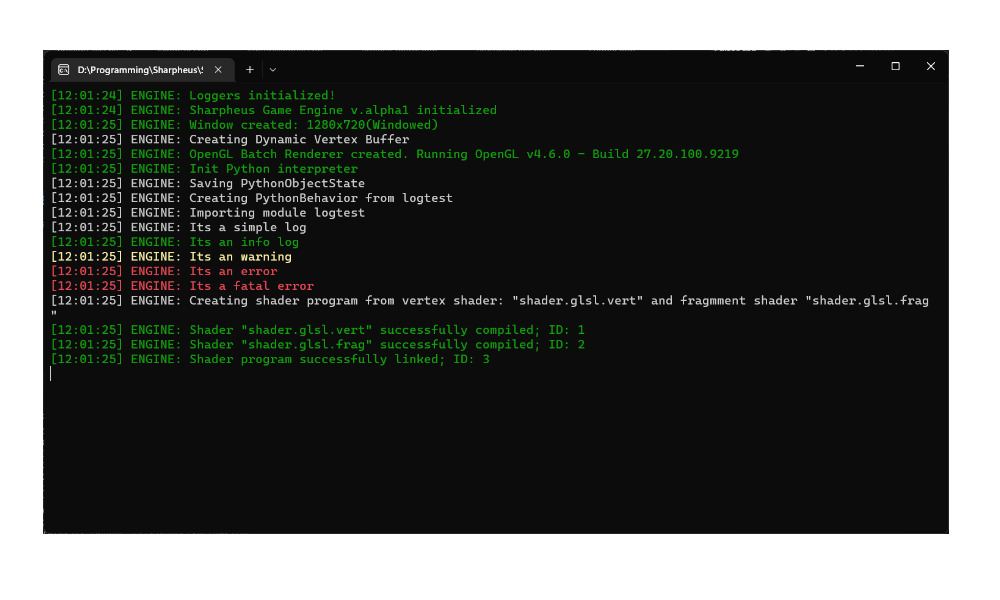 D:\Programming\Sharpheus\
[12:01:24] ENGINE: Loggers initialized!
[12:01:24] ENGINE: Sharpheus Game Engine v.alpha1 initialized
[12:01:25] ENGINE: Window created: 1280x720(Windowed)
[12:01:25] ENGINE: Creating Dynamic Vertex Buffer
[12:01:25] ENGINE: OpenGL Batch Renderer created. Running OpenGL v4.6.0 - Build 27.20.100.9219
[12:01:25] ENGINE: Init Python interpreter
[12:01:25] ENGINE: Saving PythonObjectState
[12:01:25] ENGINE: Creating PythonBehavior from logtest
[12:01:25] ENGINE: Importing module logtest
[12:01:25] ENGINE: Its a simple log
[12:01:25] ENGINE: Its an info log
[12:01:25] ENGINE: Its an warning
[12:01:25] ENGINE: Its an error
[12:01:25] ENGINE: Its a fatal error
[12:01:25] ENGINE: Creating shader program from vertex shader: "shader.glsl.vert" and fragmment shader "shader.glsl.frag
"
[12:01:25] ENGINE: Shader "shader.glsl.vert" successfully compiled; ID: 1
[12:01:25] ENGINE: Shader "shader.glsl.frag" successfully compiled; ID: 2
[12:01:25] ENGINE: Shader program successfully linked; ID: 3